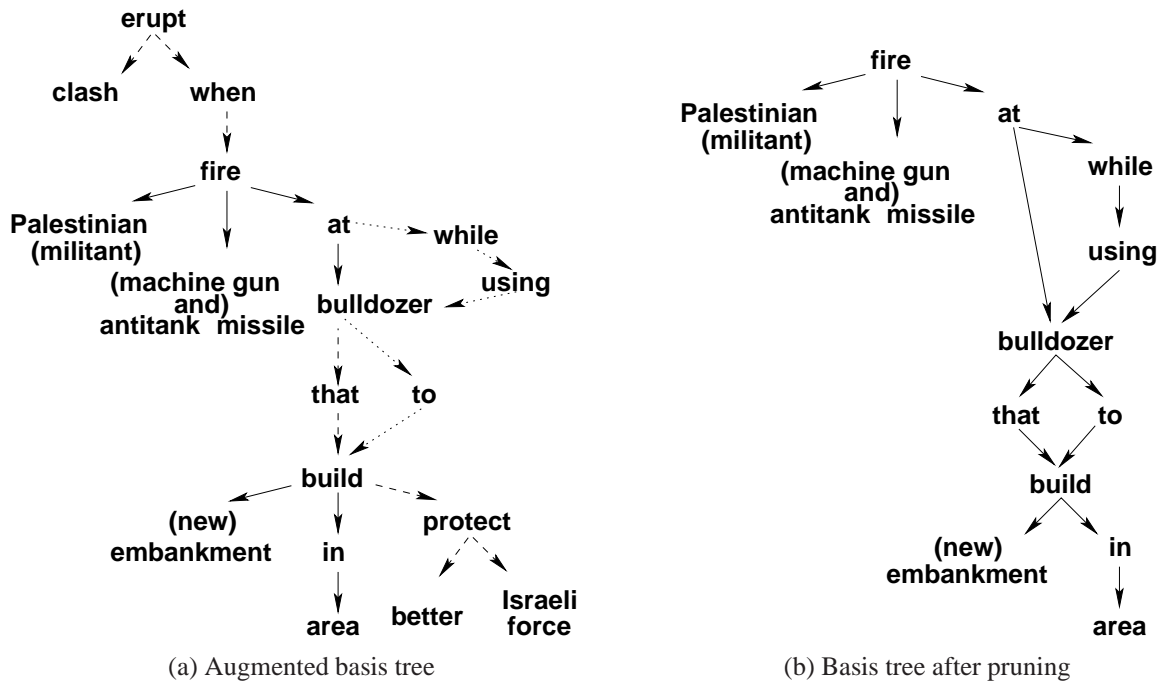 erupt
clash when
fire
Palestinian
(militant)
(machine gun
and)
antitank missile
at
while
using
bulldozer
that to
build
(new)
embankment
in
area
protect
better
Israeli
force
(a) Augmented basis tree
fire
Palestinian
(militant)
(machine gun
and)
antitank missile
at
while
using
bulldozer
that to
build
(new)
embankment
in
area
(b) Basis tree after pruning